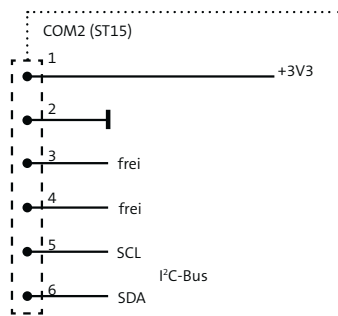 COM2 (ST15)
1
+3V3
2
3 frei
4 frei
5 SCL
I²C-Bus
6 SDA